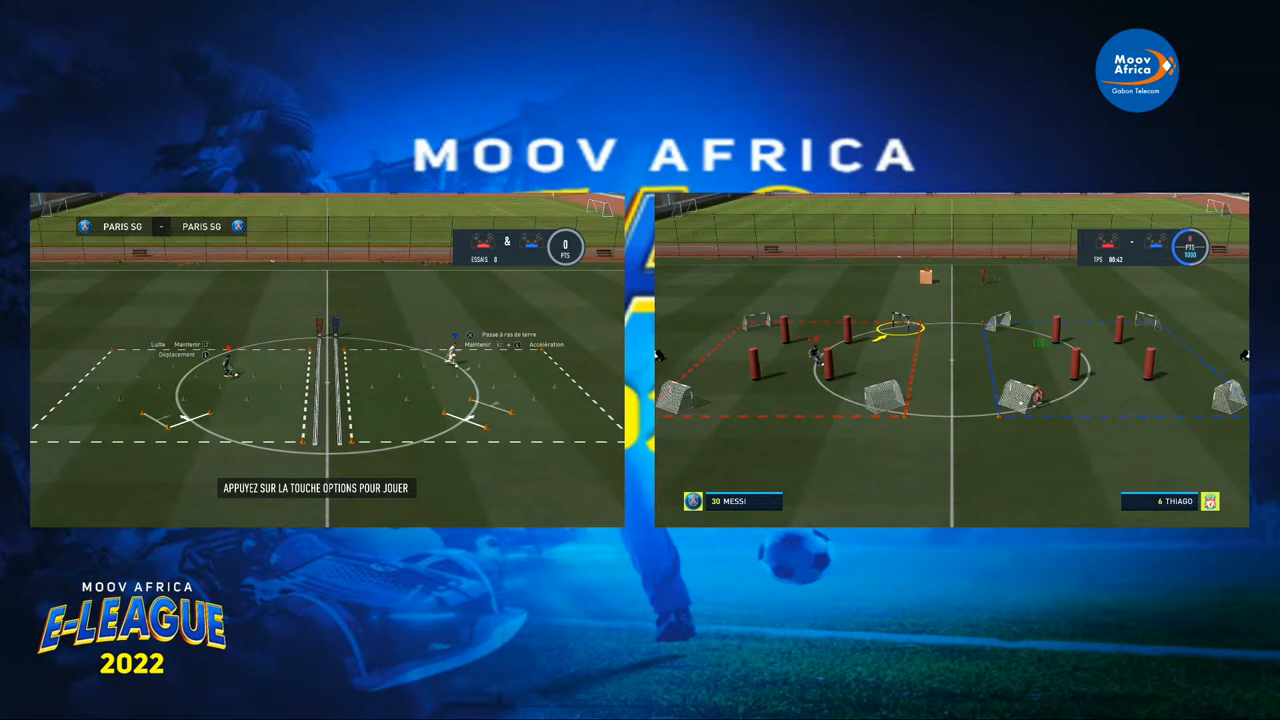 Moov
Africa
Gabon Telecom
MOOV AFRICA
PARIS SG - PARIS SG
&
ESSAIS 0
0
PTS
-
TPS 00:42
PTS
1000
Passe à ras de terre
Lutte Maintenir
Maintenir + Accélération
Déplacement L
1000
APPUYEZ SUR LA TOUCHE OPTIONS POUR JOUER
30 MESSI
6 THIAGO
MOOV AFRICA
E-LEAGUE
2022